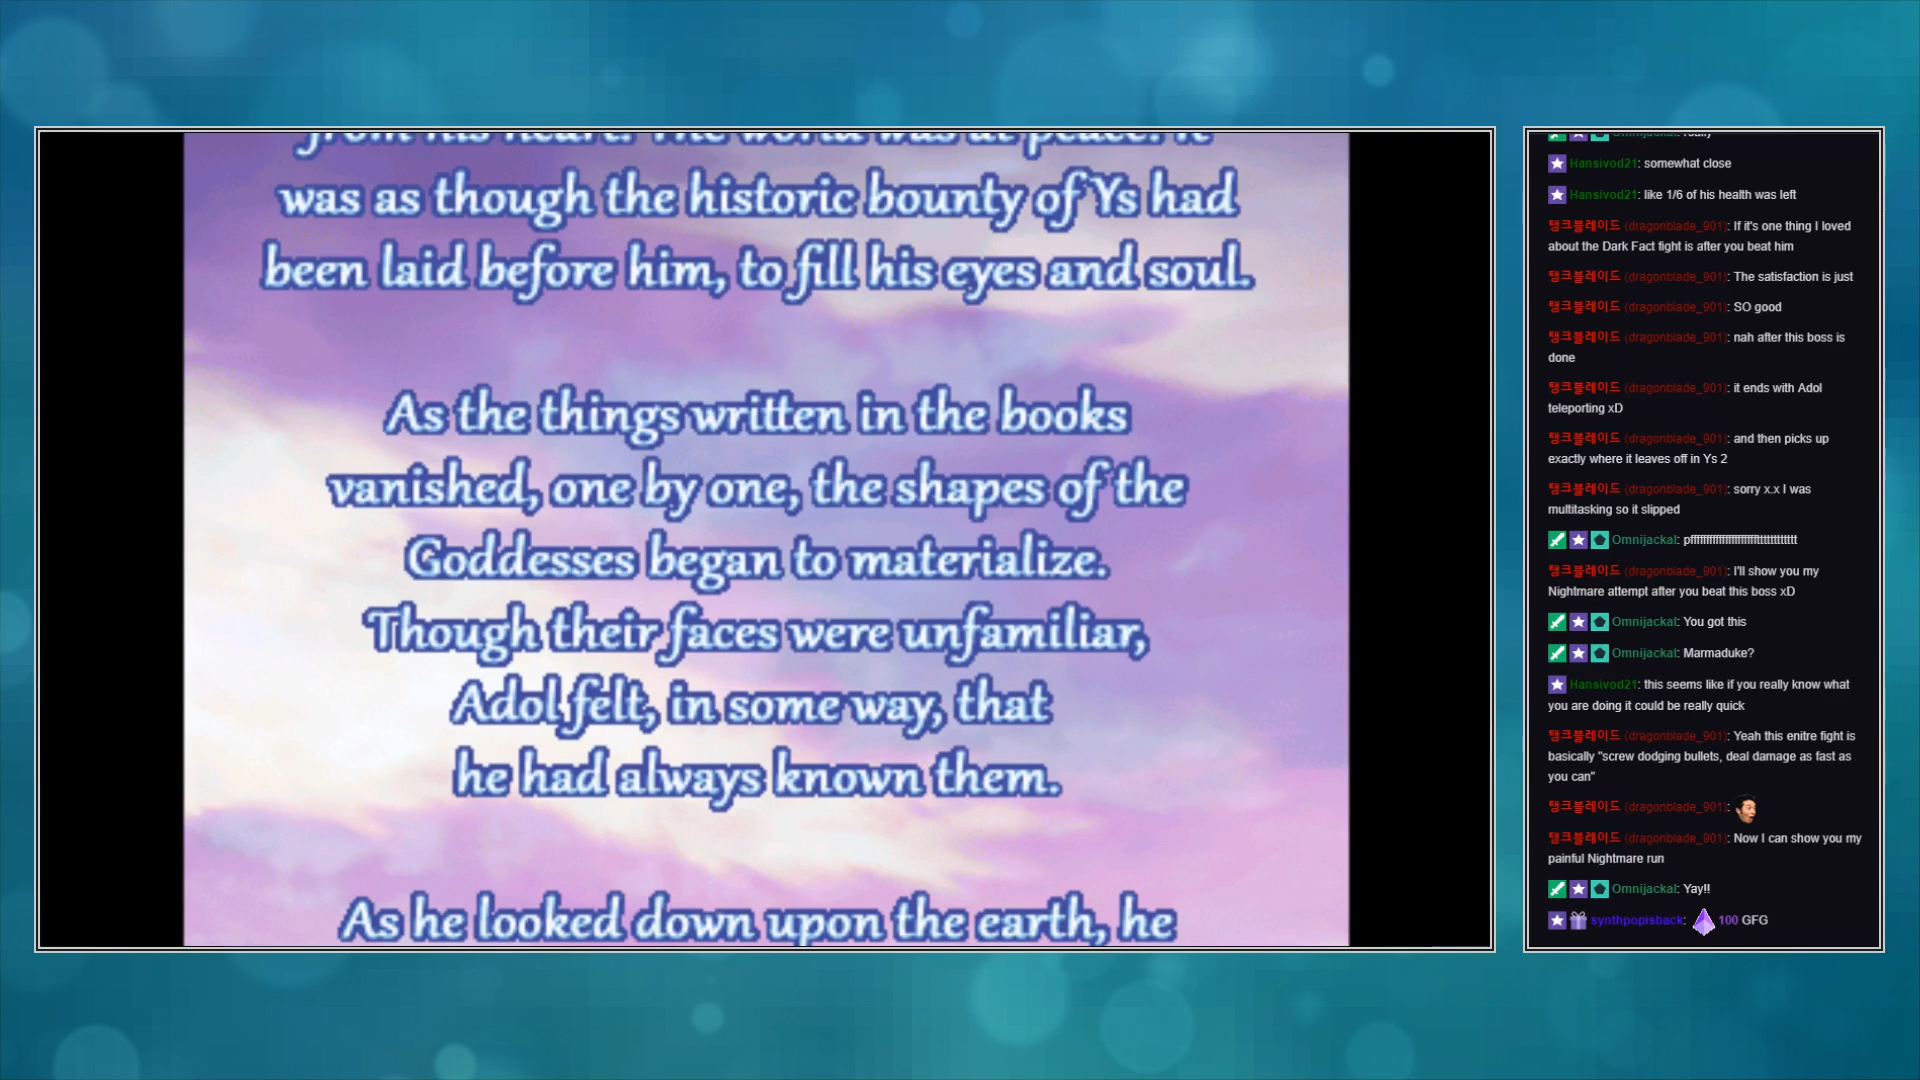 from his heart. The world was at peace. It
was as though the historic bounty of Ys had
been laid before him, to fill his eyes and soul.
As the things written in the books
vanished, one by one, the shapes of the
Goddesses began to materialize.
Though their faces were unfamiliar,
Adol felt, in some way, that
he had always known them.
As he looked down upon the earth, he
Omnijackal: really
Hansivod21: somewhat close
Hansivod21: like 1/6 of his health was left
탱크블레이드 (dragonblade_901): If it's one thing I loved
about the Dark Fact fight is after you beat him
탱크블레이드 (dragonblade_901): The satisfaction is just
탱크블레이드 (dragonblade_901): SO good
탱크블레이드 (dragonblade_901): nah after this boss is
done
탱크블레이드 (dragonblade_901): it ends with Adol
teleporting xD
탱크블레이드 (dragonblade_901): and then picks up
exactly where it leaves off in Ys 2
탱크블레이드 (dragonblade_901): sorry x.x I was
multitasking so it slipped
Omnijackal:
탱크블레이드 (dragonblade_901): I'll show you my
Nightmare attempt after you beat this boss xD
Omnijackal: You got this
Omnijackal: Marmaduke?
Hansivod21: this seems like if you really know what
you are doing it could be really quick
탱크블레이드 (dragonblade_901): Yeah this enitre fight is
basically "screw dodging bullets, deal damage as fast as
you can"
탱크블레이드 (dragonblade_901):
탱크블레이드 (dragonblade_901): Now I can show you my
painful Nightmare run
Omnijackal: Yay!!
synthpopisback: 100 GFG